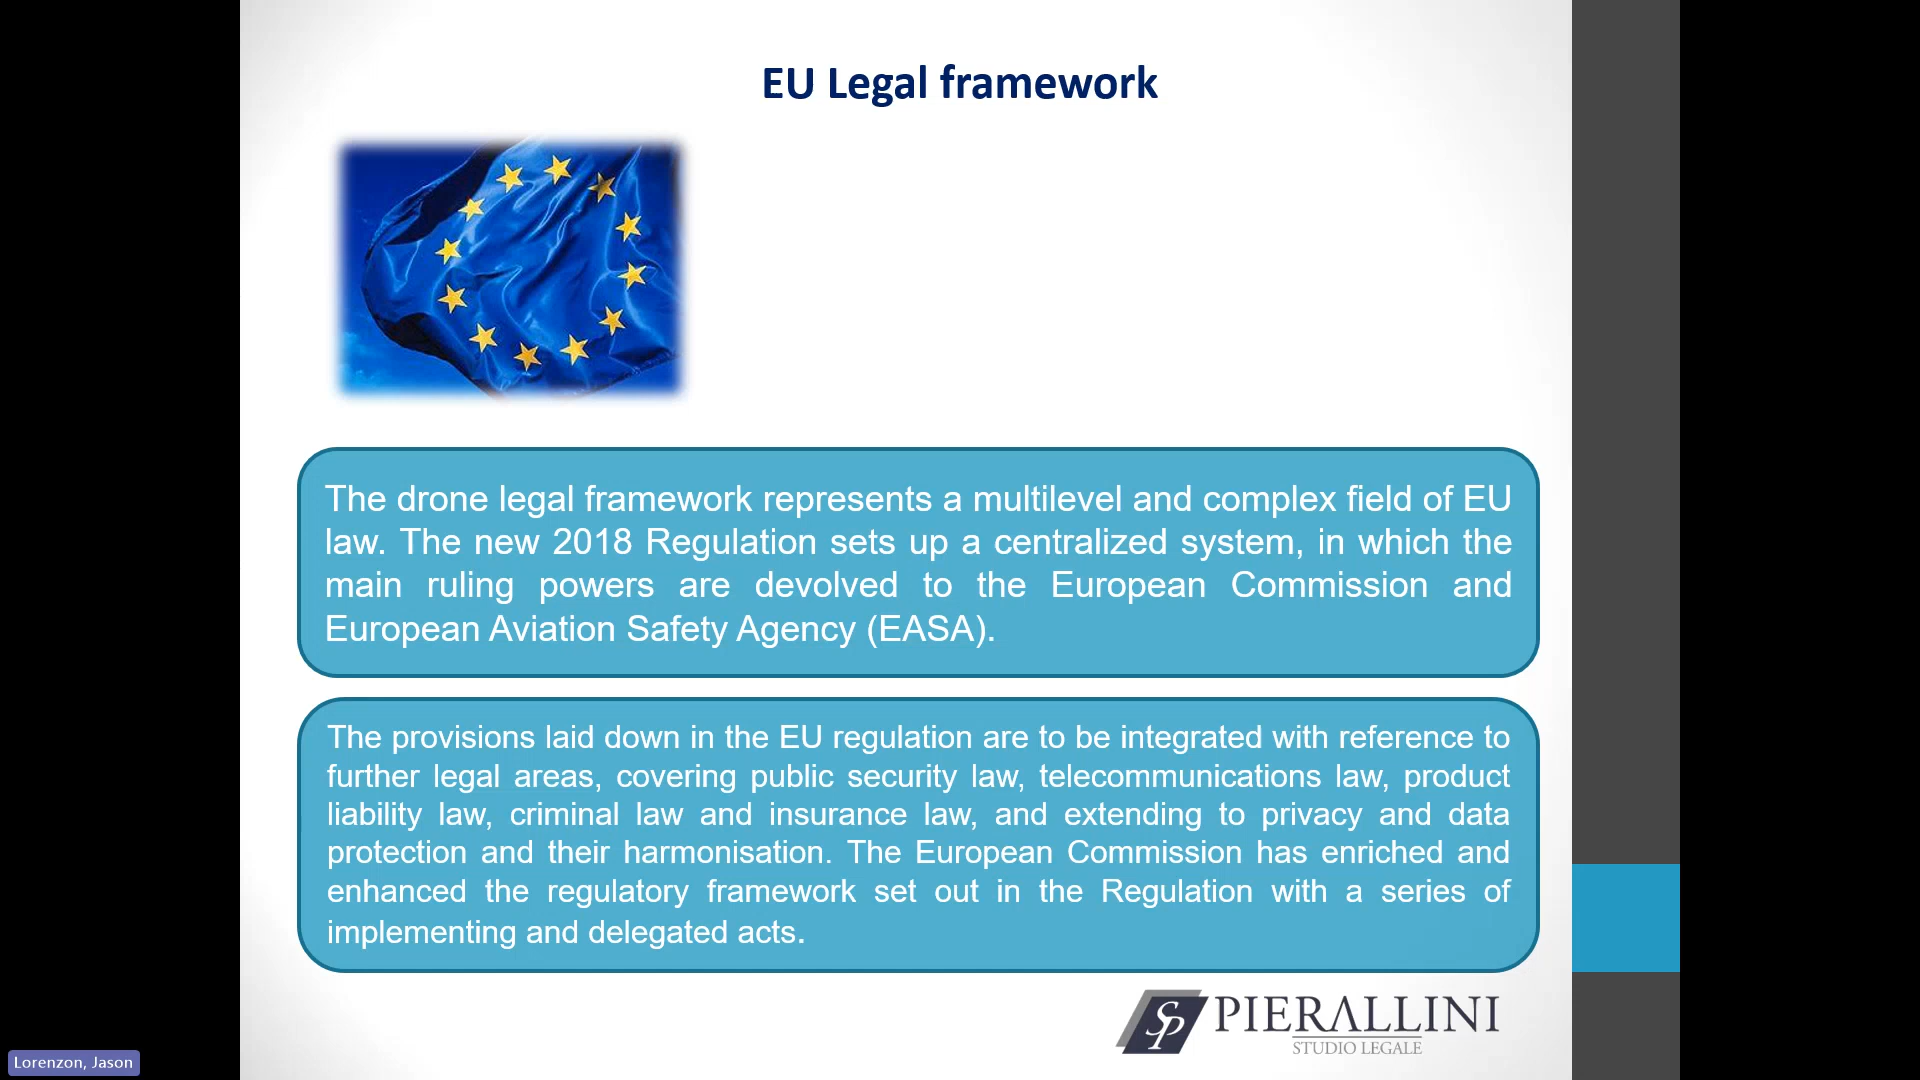 EU Legal framework
The drone legal framework represents a multilevel and complex field of EU
law. The new 2018 Regulation sets up a centralized system, in which the
main ruling powers are devolved to the European Commission and
European Aviation Safety Agency (EASA).
The provisions laid down in the EU regulation are to be integrated with reference to
further legal areas, covering public security law, telecommunications law, product
liability law, criminal law and insurance law, and extending to privacy and data
protection and their harmonisation. The European Commission has enriched and
enhanced the regulatory framework set out in the Regulation with a series of
implementing and delegated acts.
SP PIERALLINI
STUDIO LEGALE
Lorenzon, Jason